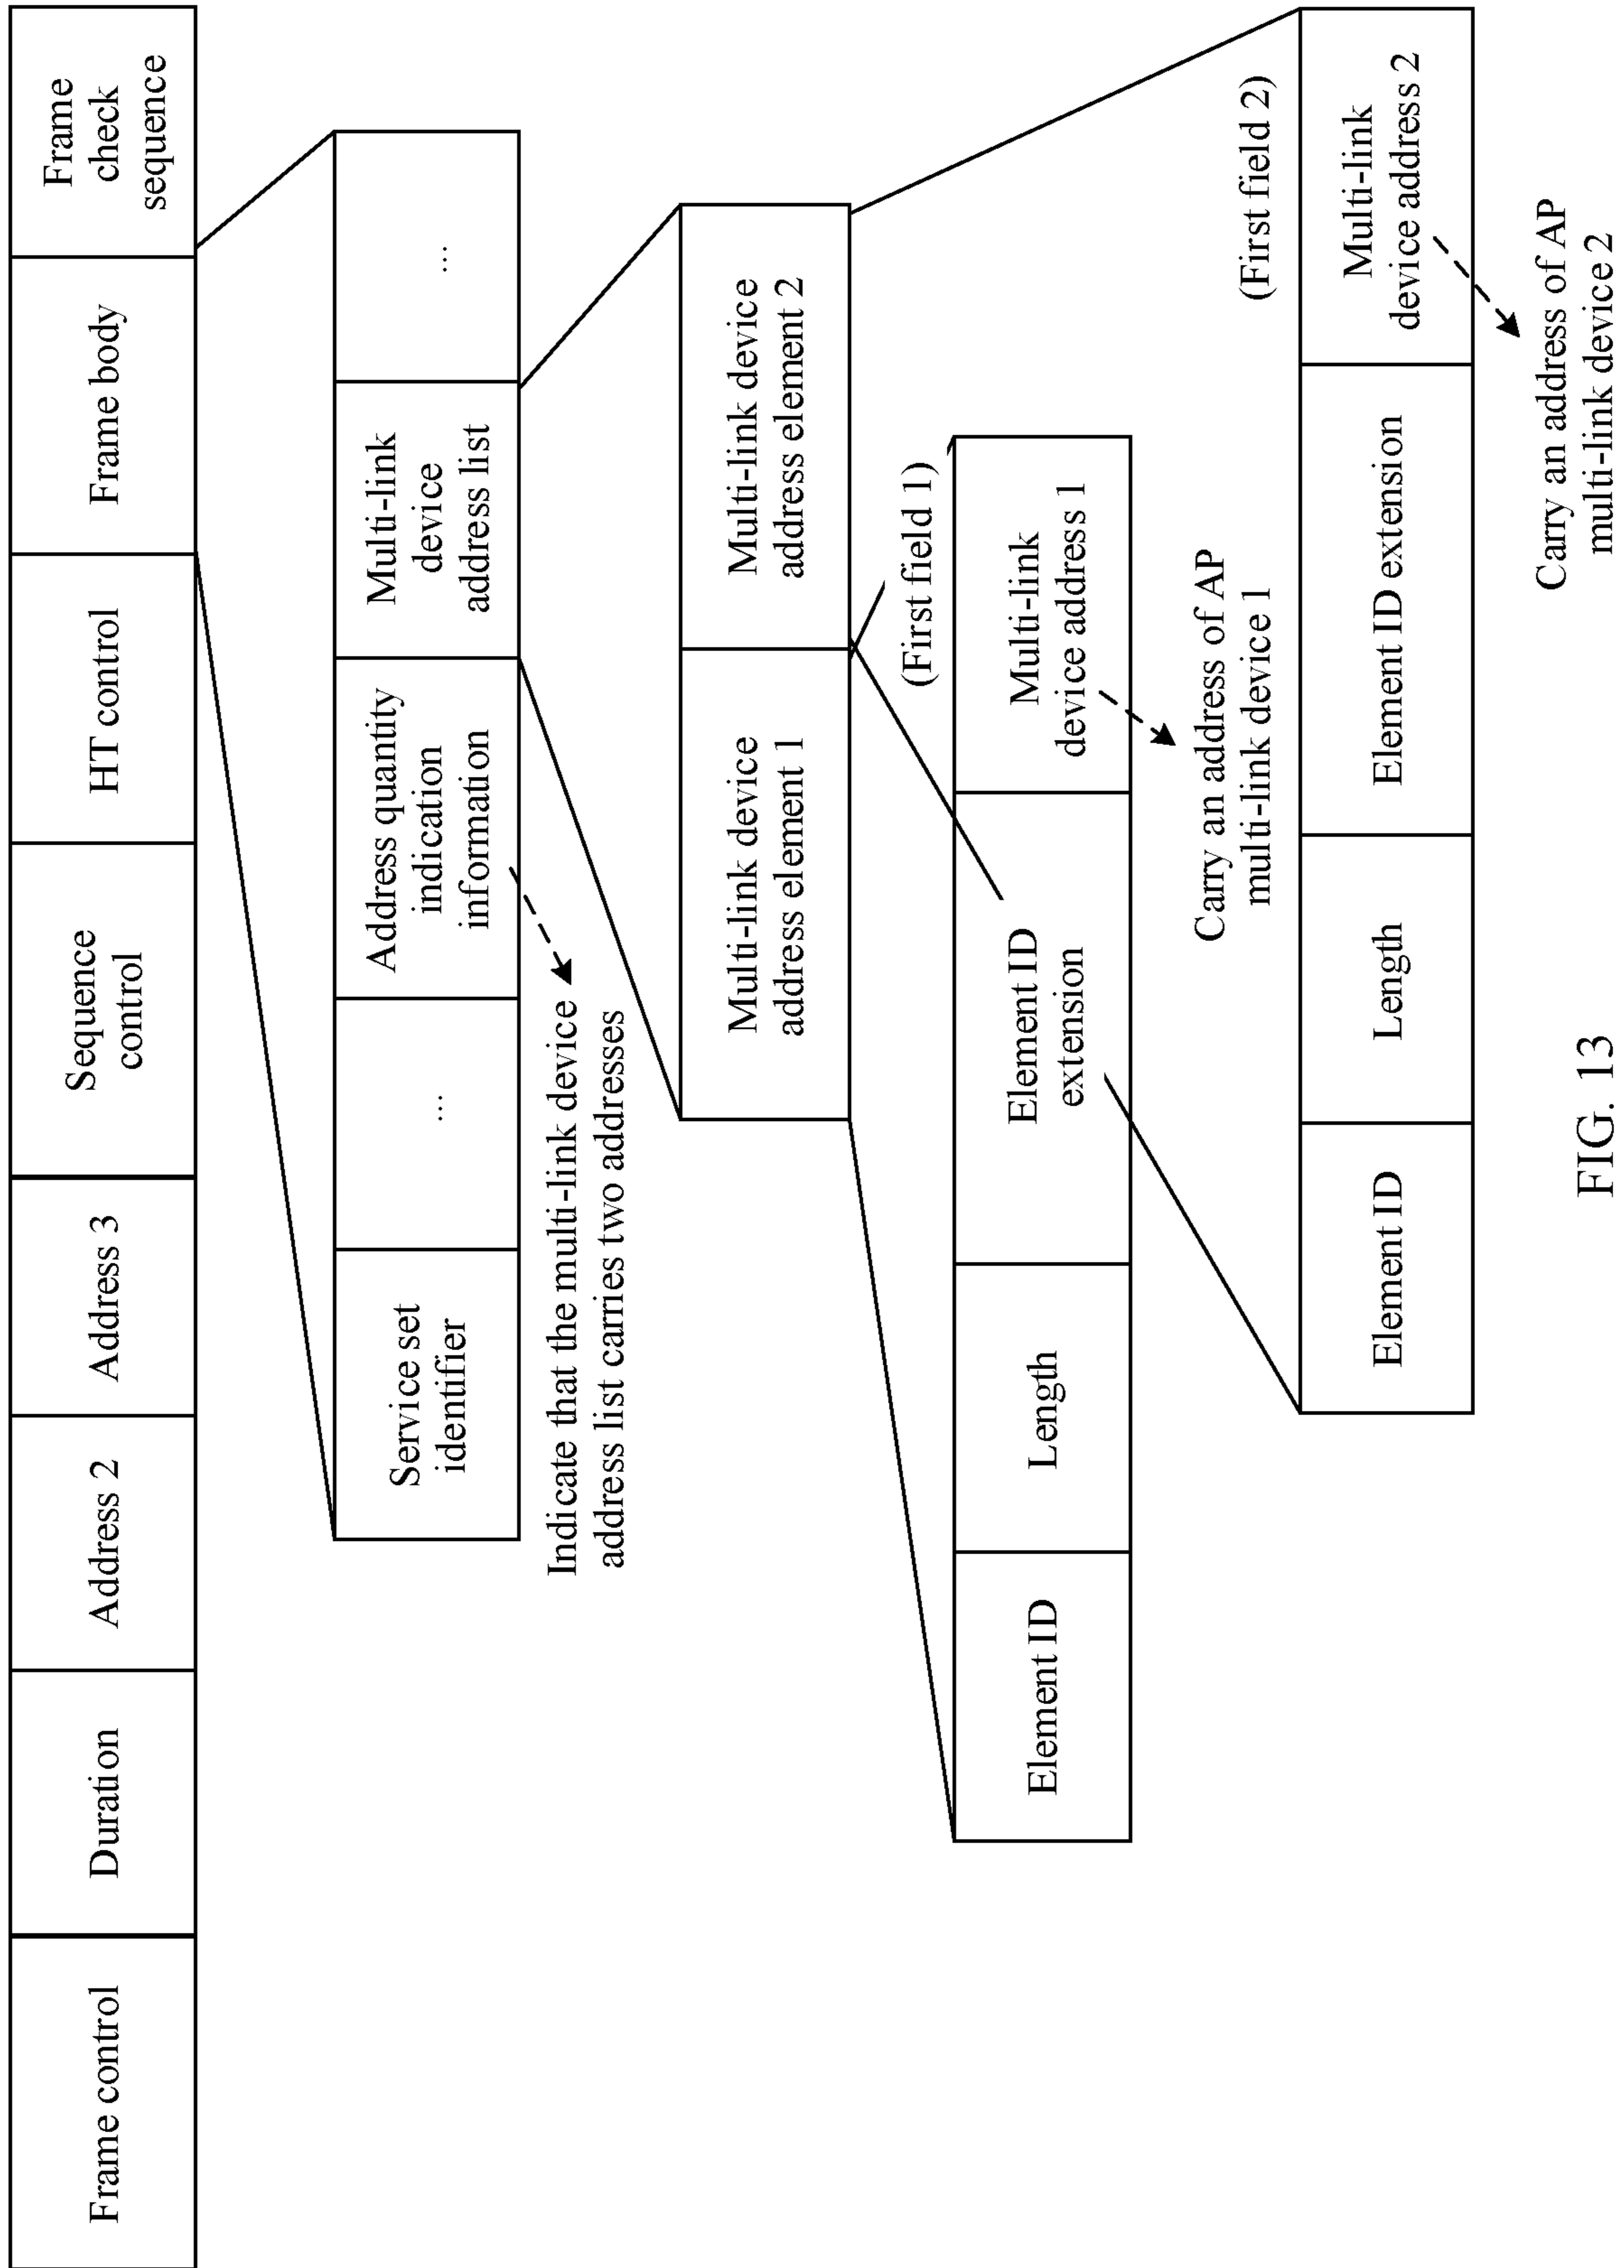 Frame control
Duration
Address 2
Address 3
Sequence
control
HT control
Frame body
Frame
check
sequence
Service set
identifier
...
Address quantity
indication
information
Multi-link
device
address list
...
Indicate that the multi-link device
address list carries two addresses
Multi-link device
address element 1
Multi-link device
address element 2
(First field 1)
Element ID
Length
Element ID
extension
Multi-link
device address 1
Carry an address of AP
multi-link device 1
(First field 2)
Element ID
Length
Element ID extension
Multi-link
device address 2
Carry an address of AP
multi-link device 2
FIG. 13